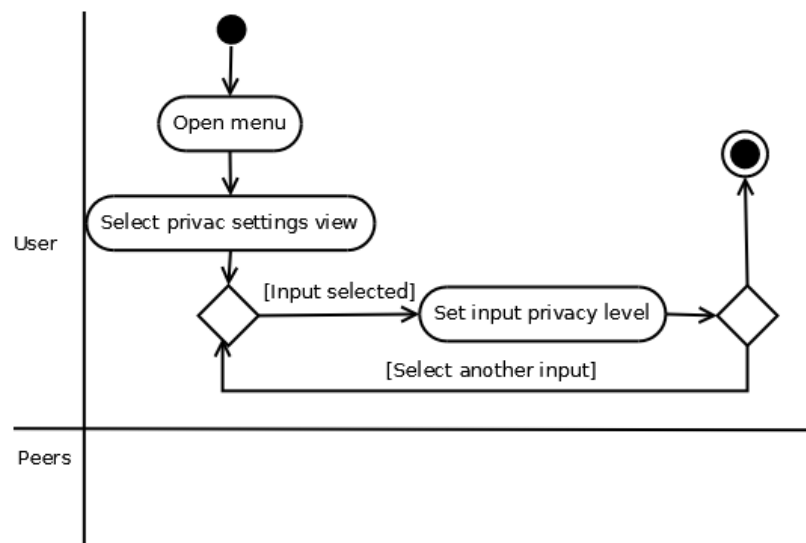 Open menu
Select privac settings view
User
[Input selected]
Set input privacy level
[Select another input]
Peers